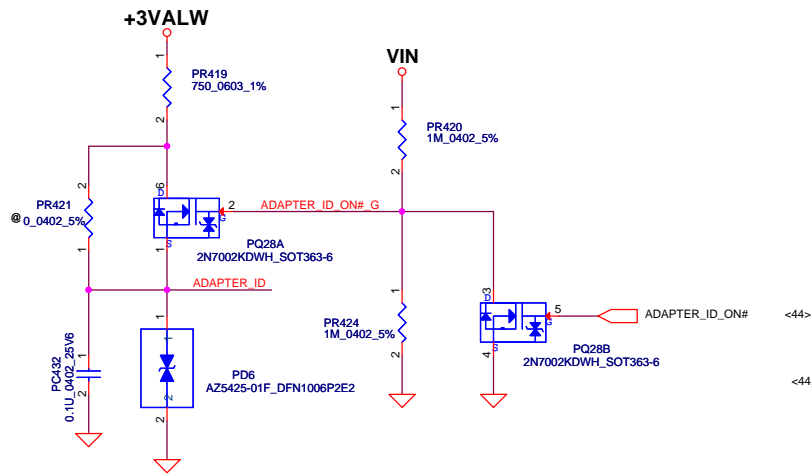 +3VALW
1
PR419
750_0603_1%
2
VIN
1
PR420
1M_0402_5%
2
2
PR421
@ 0_0402_5%
1
6
D
2
G
S
1
ADAPTER_ID_ON#_G
PQ28A
2N7002KDWH_SOT363-6
ADAPTER_ID
3
D
5
G
S
4
ADAPTER_ID_ON#
<44>
PQ28B
2N7002KDWH_SOT363-6
1
PR424
1M_0402_5%
2
1
PC432
0.1U_0402_25V6
2
1
1
2
2
PD6
AZ5425-01F_DFN1006P2E2
<44